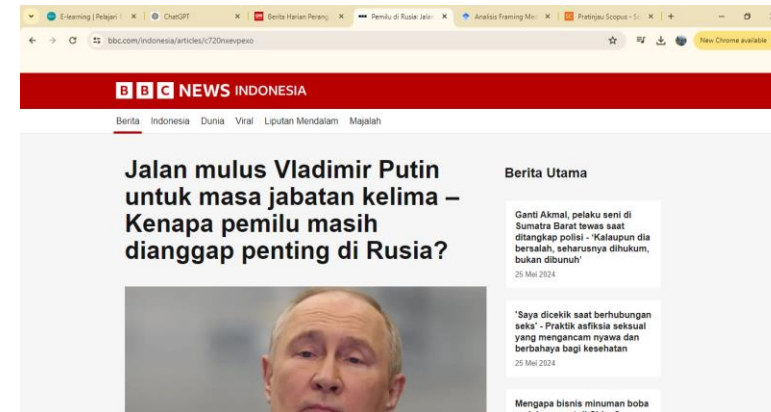 E-learning | Pelajari
ChatGPT
Berita Harian Perang
Pemilu di Rusia: Jalan
Analisis Framing Med
Pratinjau Scopus - Sc
bbc.com/indonesia/articles/c720nxevpexo
New Chrome available
BBC NEWS INDONESIA
Berita Indonesia Dunia Viral Liputan Mendalam Majalah
Jalan mulus Vladimir Putin
untuk masa jabatan kelima –
Kenapa pemilu masih
dianggap penting di Rusia?
Berita Utama
Ganti Akmal, pelaku seni di
Sumatra Barat tewas saat
ditangkap polisi - 'Kalaupun dia
bersalah, seharusnya dihukum,
bukan dibunuh'
25 Mei 2024
'Saya dicekik saat berhubungan
seks' - Praktik asfiksia seksual
yang mengancam nyawa dan
berbahaya bagi kesehatan
25 Mei 2024
Mengapa bisnis minuman boba